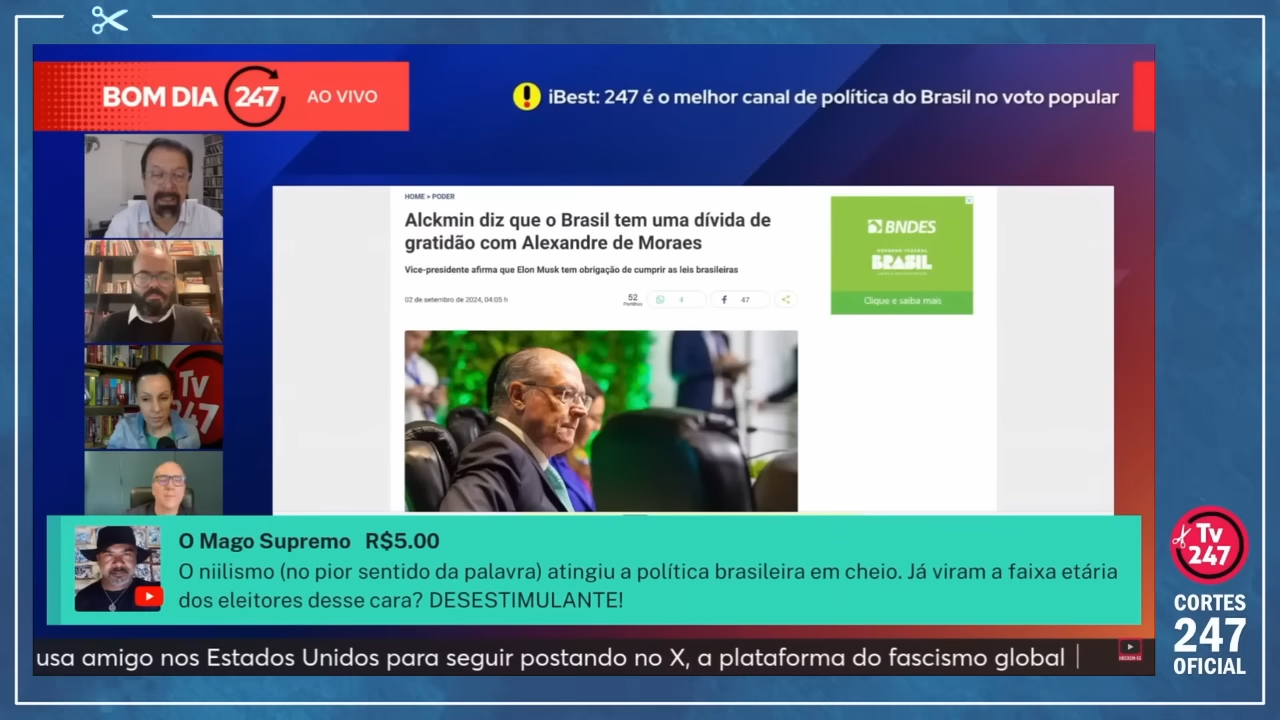 BOM DIA 247 AO VIVO
iBest: 247 é o melhor canal de política do Brasil no voto popular
HOME > PODER
Alckmin diz que o Brasil tem uma dívida de
gratidão com Alexandre de Moraes
Vice-presidente afirma que Elon Musk tem obrigação de cumprir as leis brasileiras
02 de setembro de 2024, 04:05 h
52
4
47
BNDES
GOVERNO FEDERAL
BRASIL
Clique e saiba mais
Tv
247
O Mago Supremo R$5.00
O niilismo (no pior sentido da palavra) atingiu a política brasileira em cheio. Já viram a faixa etária
dos eleitores desse cara? DESESTIMULANTE!
usa amigo nos Estados Unidos para seguir postando no X, a plataforma do fascismo global
Tv
247
CORTES
247
OFICIAL